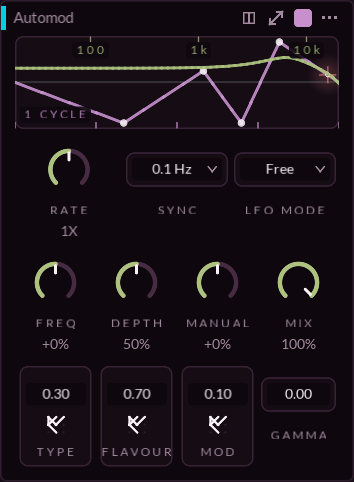 Automod
100 1k 10k
1 CYCLE
0.1 Hz Free
RATE SYNC LFO MODE
1X
FREQ DEPTH MANUAL MIX
+0% 50% +0% 100%
0.30 0.70 0.10 0.00
TYPE FLAVOUR MOD GAMMA